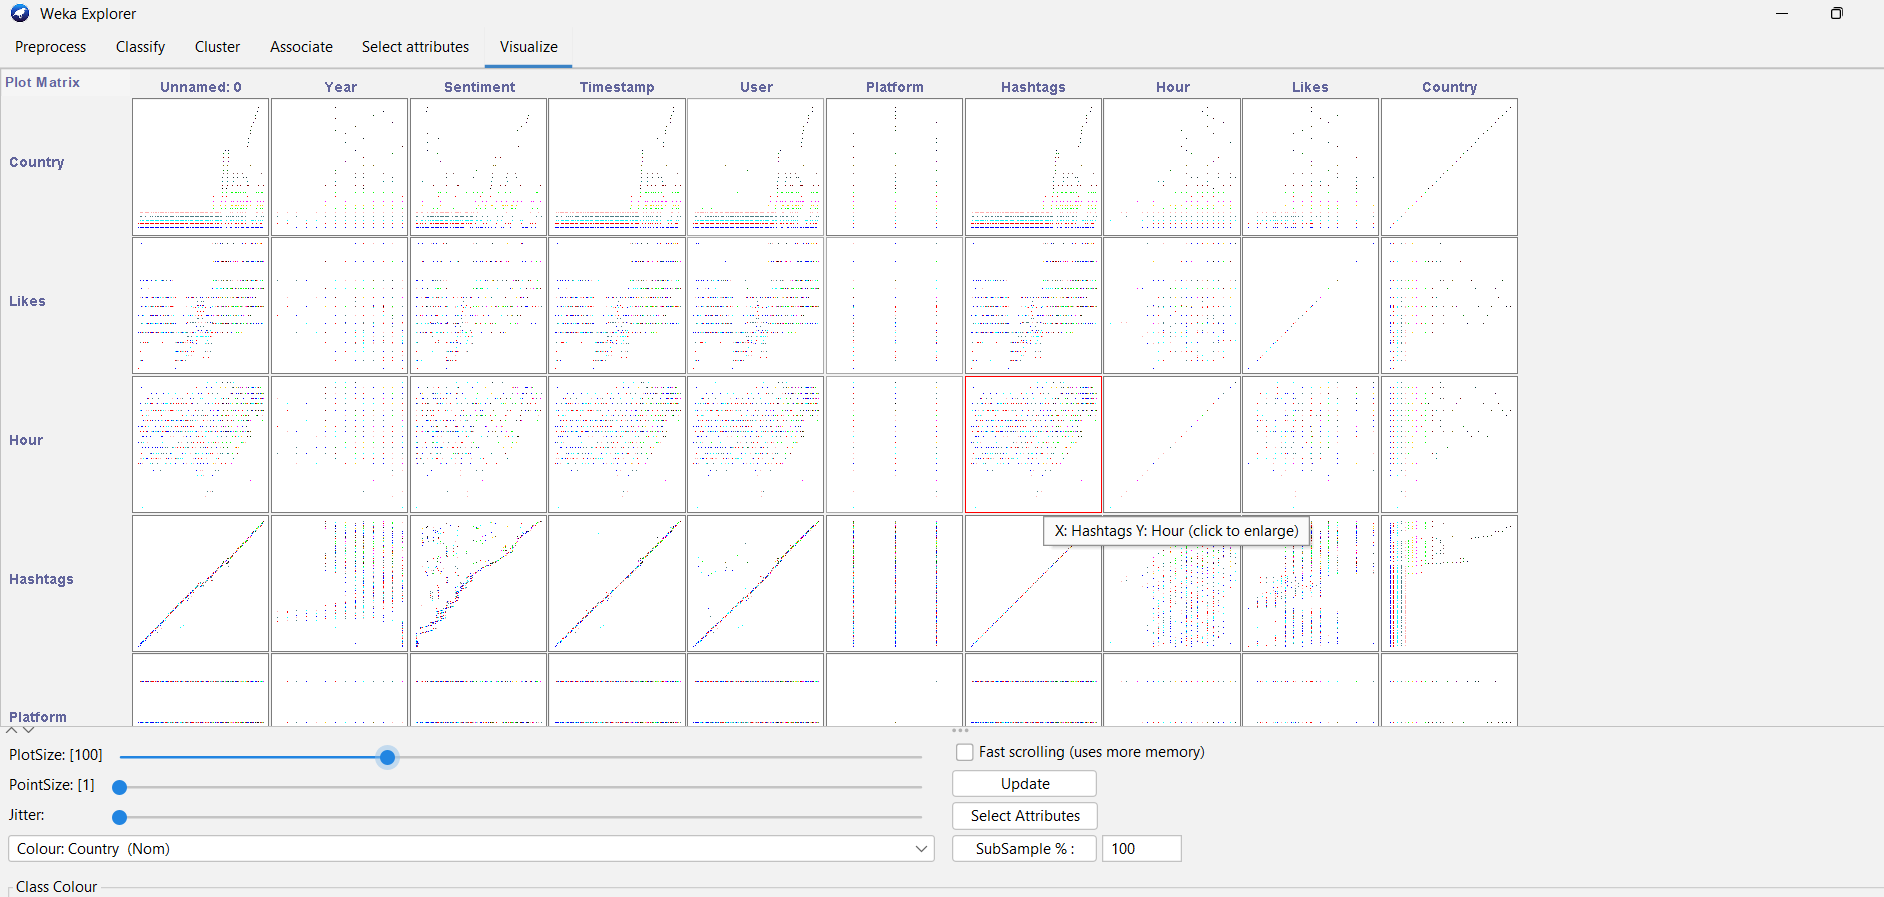 Weka Explorer
Preprocess Classify Cluster Associate Select attributes Visualize
Plot Matrix Unnamed: 0 Year Sentiment Timestamp User Platform Hashtags Hour Likes Country
Country
Likes
Hour
X: Hashtags Y: Hour (click to enlarge)
Hashtags
Platform
PlotSize: [100] Fast scrolling (uses more memory)
PointSize: [1] Update
Jitter: Select Attributes
Colour: Country (Nom) SubSample % : 100
Class Colour